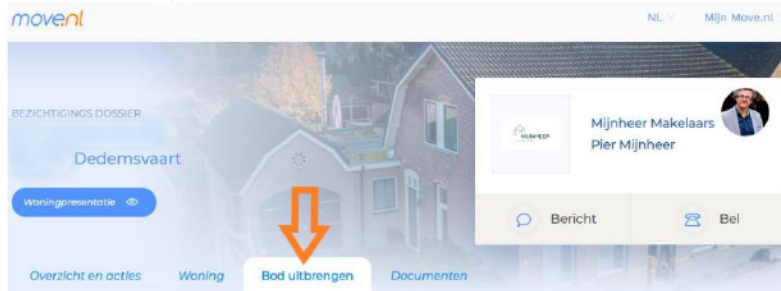 move.nl
NL
Mijn Move.nl
BEZICHTIGINGS DOSSIER
Dedemsvaart
Woningpresentatie
MIJNHEER
Mijnheer Makelaars
Pier Mijnheer
Bericht
Bel
Overzicht en acties
Woning
Bod uitbrengen
Documenten